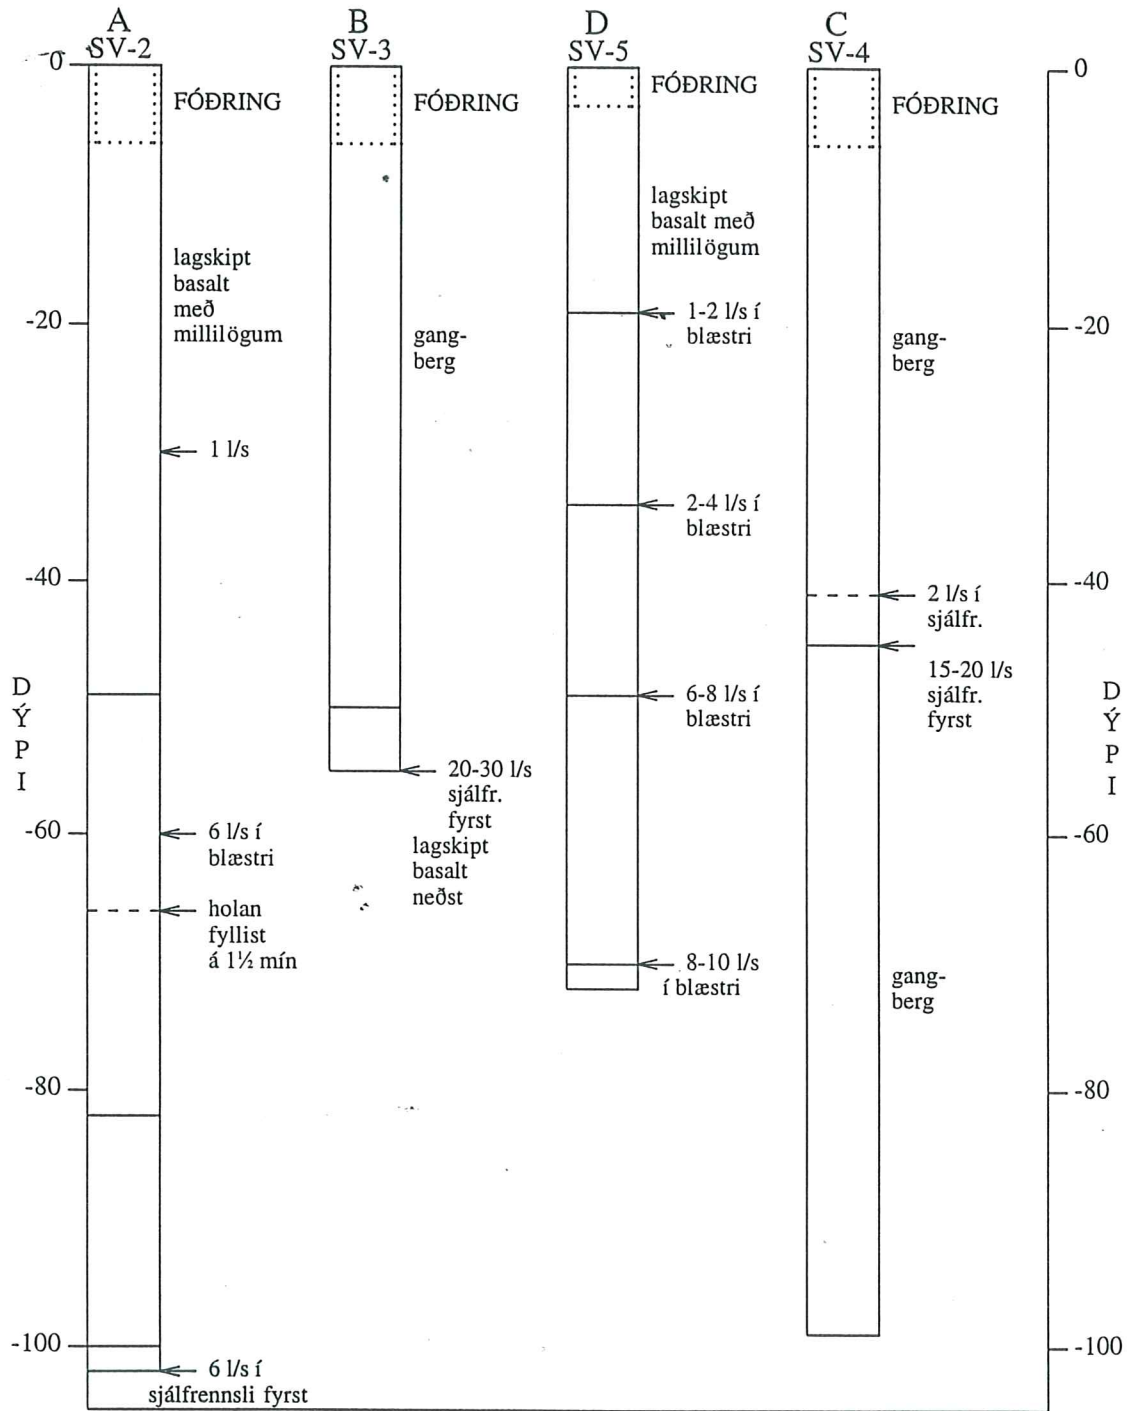 A
SV-2
FÓÐRING
lagskipt
basalt
með
millilögum
1 l/s
6 l/s í
blæstri
holan
fyllist
á 1½ mín
6 l/s í
sjálfrennsli fyrst
B
SV-3
FÓÐRING
gang-
berg
20-30 l/s
sjálfr.
fyrst
lagskipt
basalt
neðst
D
SV-5
FÓÐRING
lagskipt
basalt með
millilögum
1-2 l/s í
blæstri
2-4 l/s í
blæstri
6-8 l/s í
blæstri
8-10 l/s
í blæstri
C
SV-4
FÓÐRING
gang-
berg
2 l/s í
sjálfr.
15-20 l/s
sjálfr.
fyrst
gang-
berg
0
-20
-40
-60
-80
-100
D
Ý
P
I
0
-20
-40
-60
-80
-100
D
Ý
P
I